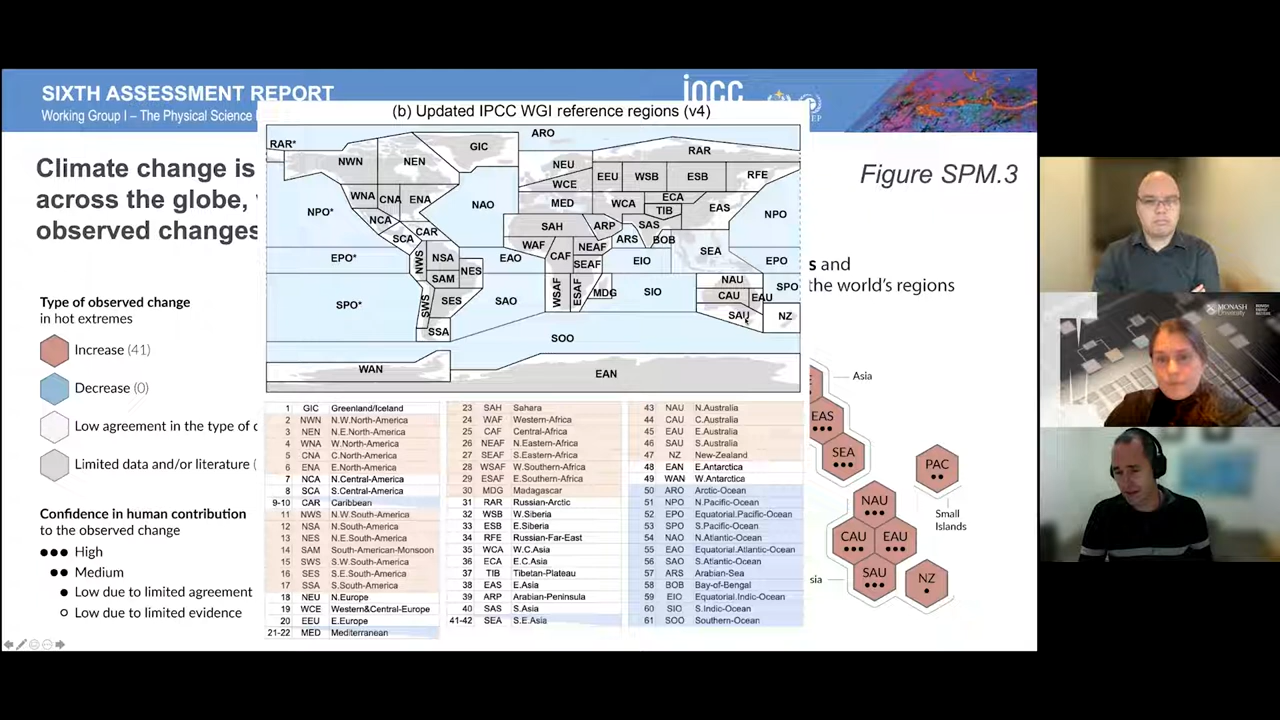 SIXTH ASSESSMENT REPORT
Working Group I – The Physical Science
ipcc
Climate change is
across the globe,
observed changes
Figure SPM.3
s and
the world's regions
Type of observed change
in hot extremes
Increase (41)
Decrease (0)
Low agreement in the type of c
Limited data and/or literature (
Confidence in human contribution
to the observed change
High
Medium
Low due to limited agreement
Low due to limited evidence
(b) Updated IPCC WGI reference regions (v4)
ARO
RAR*
GIC
RAR
NWN
NEN
NEU
EEU
WSB
ESB
RFE
WCE
WNA
CNA
ENA
NAO
MED
WCA
ECA
TIB
EAS
NPO*
NPO
NCA
CAR
SCA
SAH
ARP
SAS
ARS
BOB
WAF
CAF
NEAF
SEA
EPO*
NWS
NSA
EAO
SEAF
EIO
EPO
SAM
NES
SPO*
SWS
SES
SAO
WSAF
ESAF
MDG
SIO
NAU
CAU
EAU
SPO
SSA
SAU
NZ
SOO
WAN
EAN
1 GIC Greenland/Iceland
2 NWN N.W.North-America
3 NEN N.E.North-America
4 WNA W.North-America
5 CNA C.North-America
6 ENA E.North-America
7 NCA N.Central-America
8 SCA S.Central-America
9-10 CAR Caribbean
11 NWS N.W.South-America
12 NSA N.South-America
13 NES N.E.South-America
14 SAM South-American-Monsoon
15 SWS S.W.South-America
16 SES S.E.South-America
17 SSA S.South-America
18 NEU N.Europe
19 WCE Western&Central-Europe
20 EEU E.Europe
21-22 MED Mediterranean
23 SAH Sahara
24 WAF Western-Africa
25 CAF Central-Africa
26 NEAF N.Eastern-Africa
27 SEAF S.Eastern-Africa
28 WSAF W.Southern-Africa
29 ESAF E.Southern-Africa
30 MDG Madagascar
31 RAR Russian-Arctic
32 WSB W.Siberia
33 ESB E.Siberia
34 RFE Russian-Far-East
35 WCA W.C.Asia
36 ECA E.C.Asia
37 TIB Tibetan-Plateau
38 EAS E.Asia
39 ARP Arabian-Peninsula
40 SAS S.Asia
41-42 SEA S.E.Asia
43 NAU N.Australia
44 CAU C.Australia
45 EAU E.Australia
46 SAU S.Australia
47 NZ New-Zealand
48 EAN E.Antarctica
49 WAN W.Antarctica
50 ARO Arctic-Ocean
51 NPO N.Pacific-Ocean
52 EPO Equatorial.Pacific-Ocean
53 SPO S.Pacific-Ocean
54 NAO N.Atlantic-Ocean
55 EAO Equatorial.Atlantic-Ocean
56 SAO S.Atlantic-Ocean
57 ARS Arabian-Sea
58 BOB Bay-of-Bengal
59 EIO Equatorial.Indic-Ocean
60 SIO S.Indic-Ocean
61 SOO Southern-Ocean
Asia
EAS
SEA
PAC
Small
Islands
NAU
CAU
EAU
sia
SAU
NZ
MONASH
University